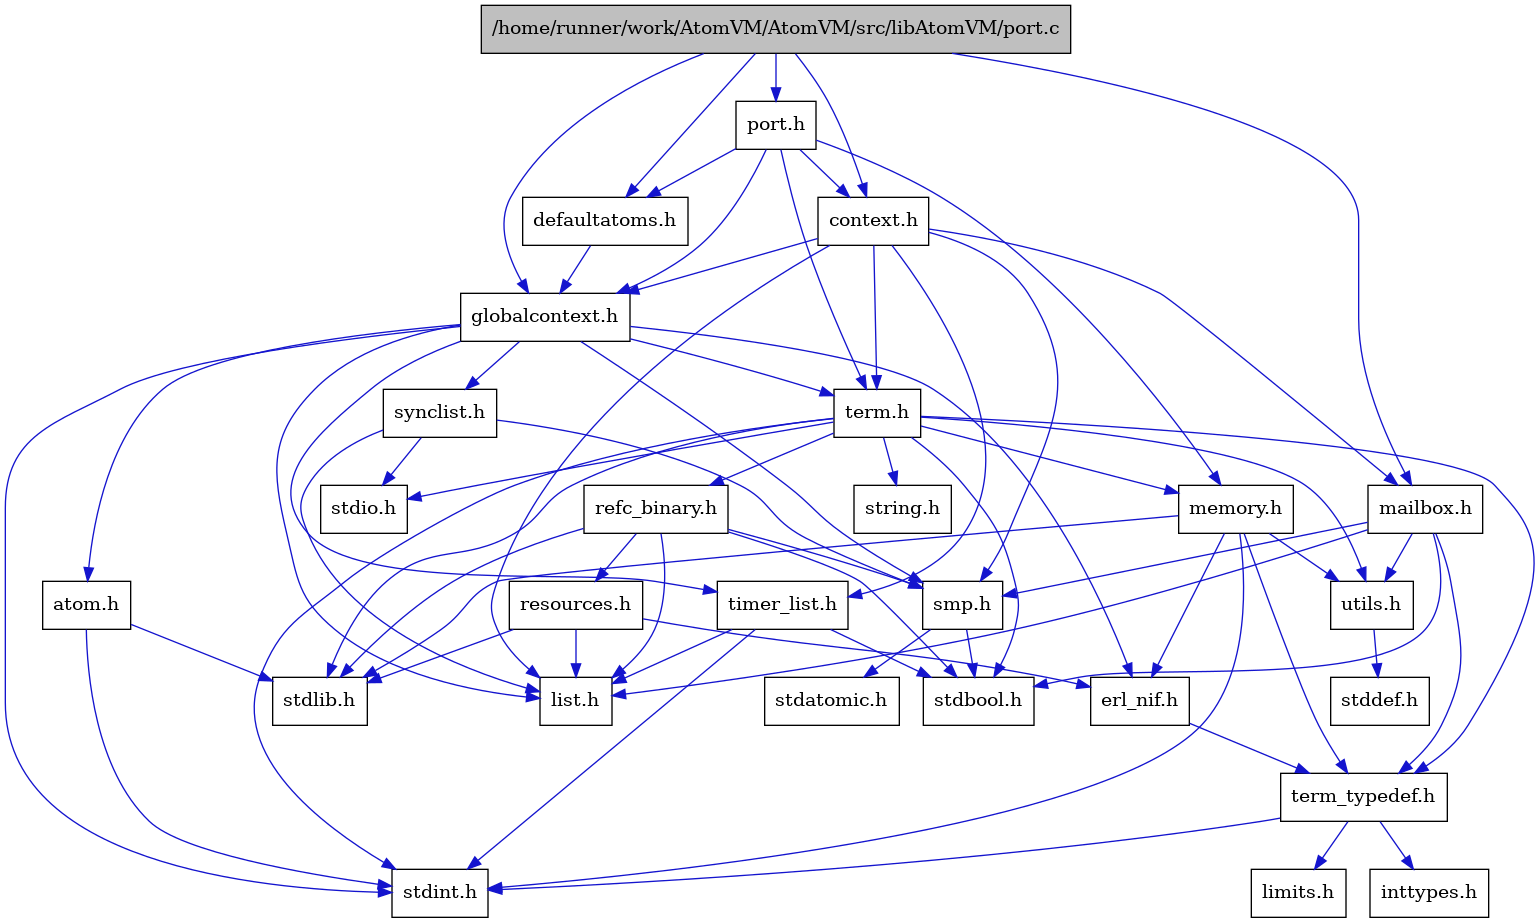 /home/runner/work/AtomVM/AtomVM/src/libAtomVM/port.c
port.h
defaultatoms.h
context.h
globalcontext.h
synclist.h
term.h
stdio.h
refc_binary.h
string.h
memory.h
mailbox.h
atom.h
resources.h
timer_list.h
smp.h
utils.h
stdlib.h
list.h
stdatomic.h
stdbool.h
erl_nif.h
stddef.h
term_typedef.h
stdint.h
limits.h
inttypes.h